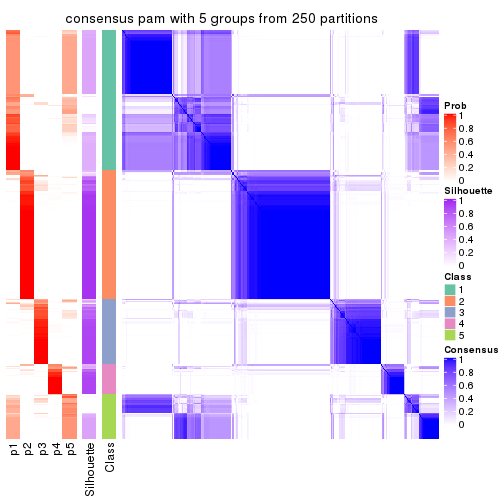 consensus pam with 5 groups from 250 partitions
Prob
1
0.8
0.6
0.4
0.2
0
Silhouette
1
0.8
0.6
0.4
0.2
0
Class
1
2
3
4
5
Consensus
1
0.8
0.6
0.4
0.2
0
p1
p2
p3
p4
p5
Silhouette
Class